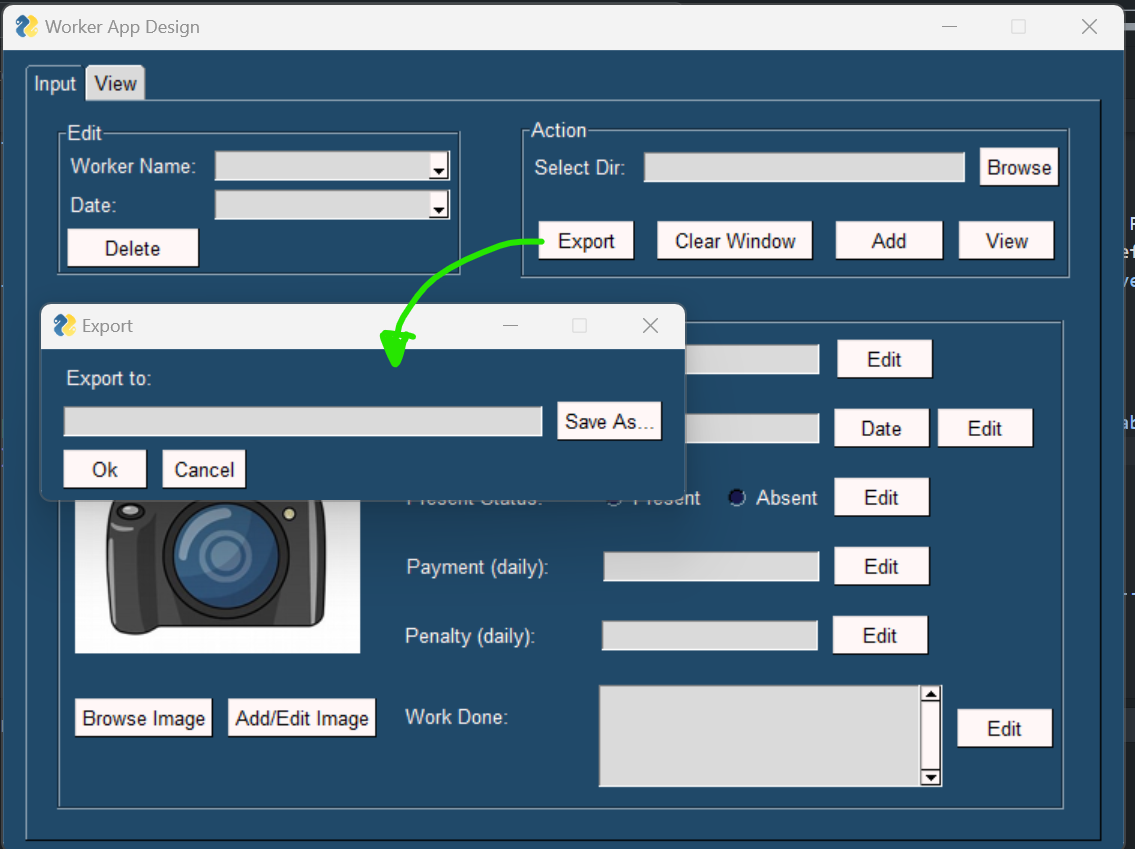 Worker App Design
Input View
Edit
Worker Name:
Date:
Delete
Action
Select Dir: Browse
Export Clear Window Add View
Export
Export to:
Save As...
Ok Cancel
Edit
Date Edit
Present Status: Present Absent Edit
Payment (daily): Edit
Penalty (daily): Edit
Browse Image Add/Edit Image
Work Done: Edit